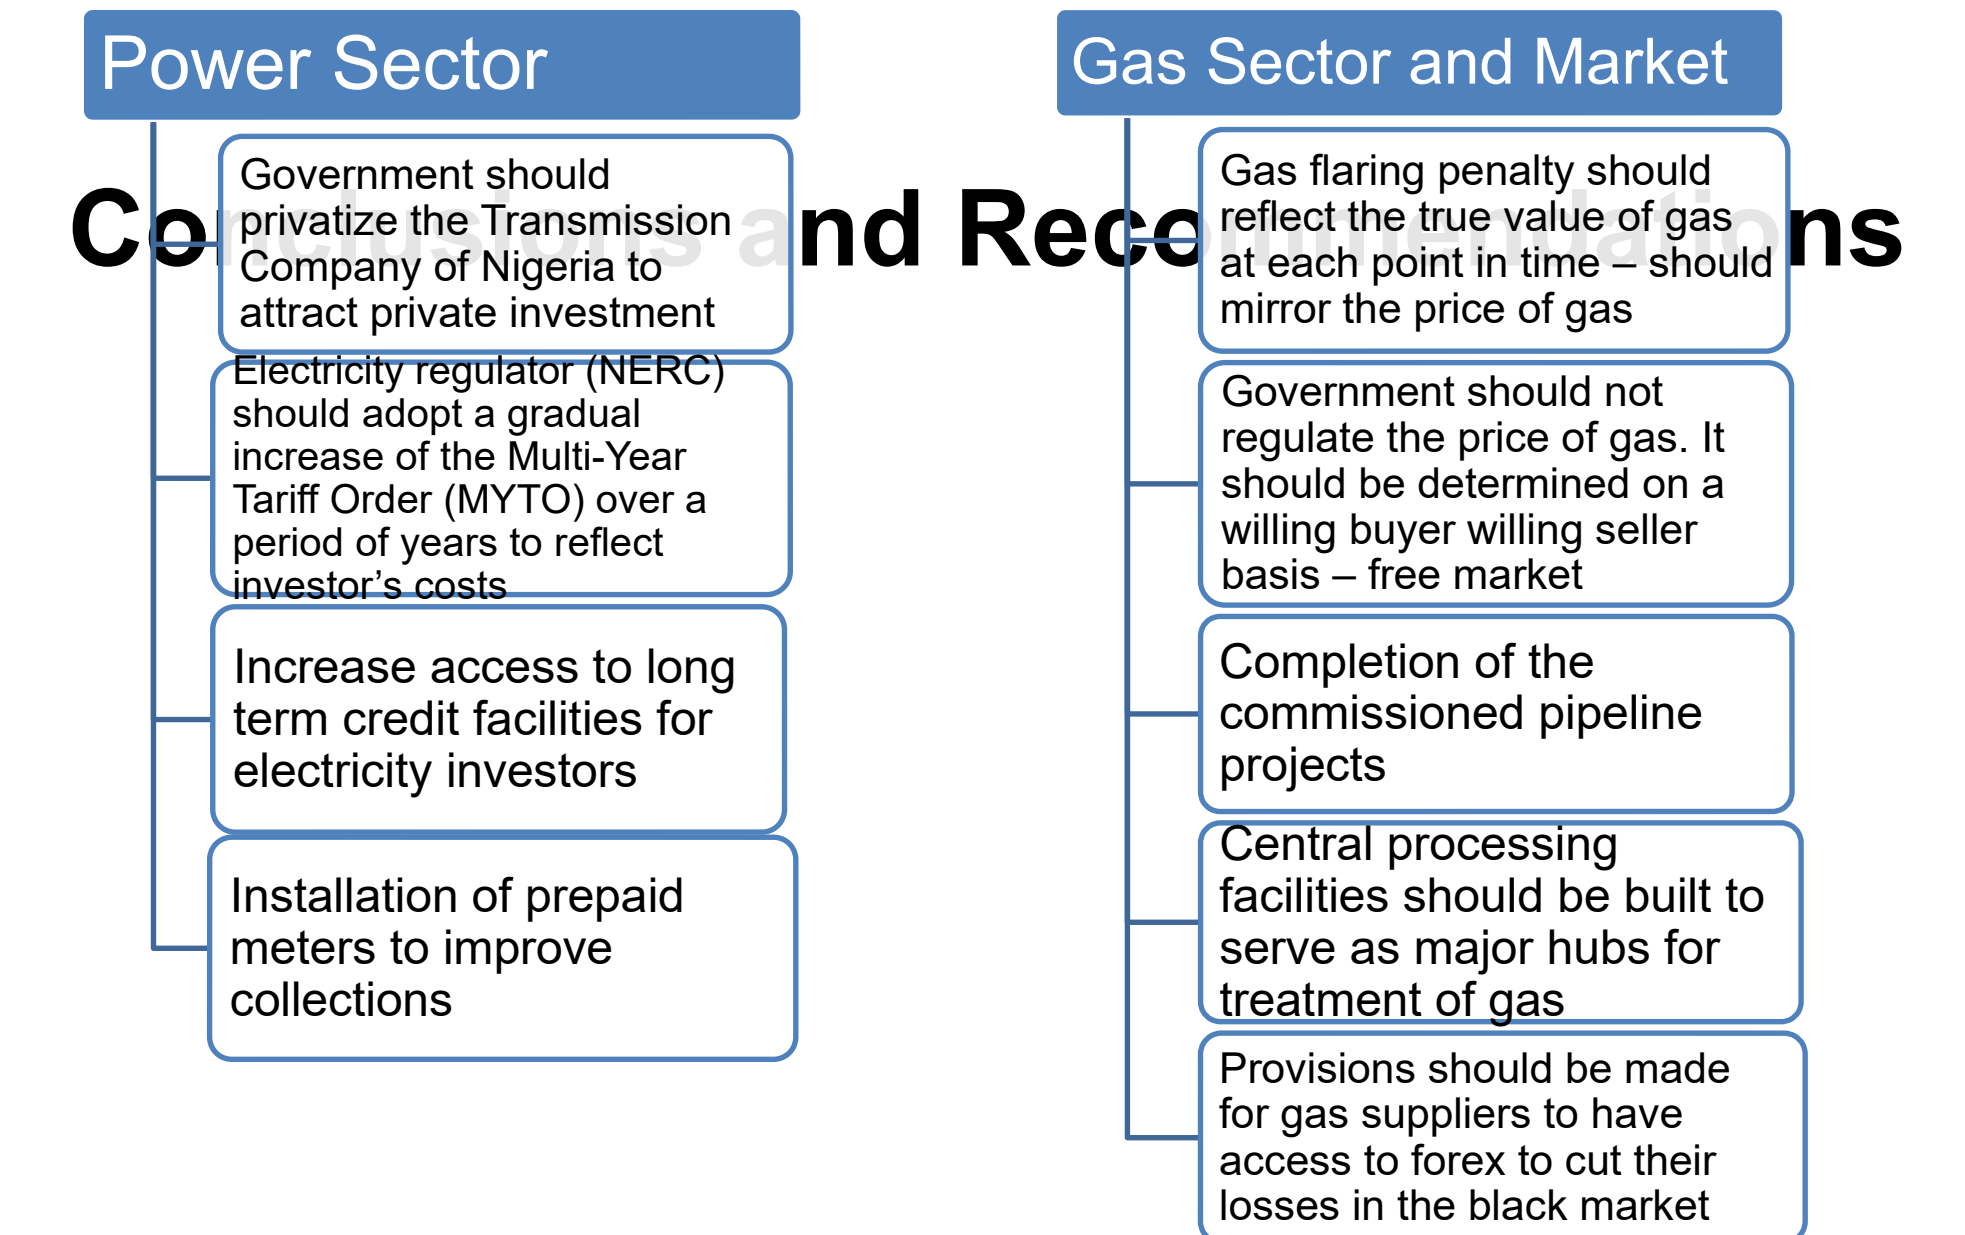 Power Sector
Government should
privatize the Transmission
Company of Nigeria to
attract private investment
Electricity regulator (NERC)
should adopt a gradual
increase of the Multi-Year
Tariff Order (MYTO) over a
period of years to reflect
investor’s costs
Increase access to long
term credit facilities for
electricity investors
Installation of prepaid
meters to improve
collections
Conclusions and Recommendations
Gas Sector and Market
Gas flaring penalty should
reflect the true value of gas
at each point in time – should
mirror the price of gas
Government should not
regulate the price of gas. It
should be determined on a
willing buyer willing seller
basis – free market
Completion of the
commissioned pipeline
projects
Central processing
facilities should be built to
serve as major hubs for
treatment of gas
Provisions should be made
for gas suppliers to have
access to forex to cut their
losses in the black market